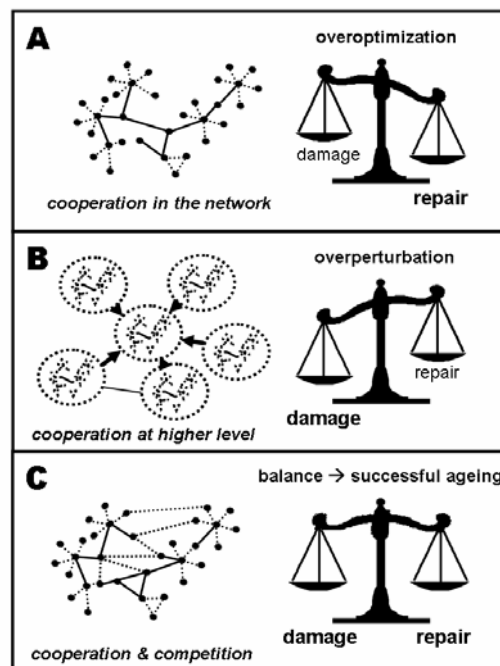 A
overoptimization
damage
repair
cooperation in the network
B
overperturbation
repair
damage
cooperation at higher level
C
balance → successful ageing
damage repair
cooperation & competition